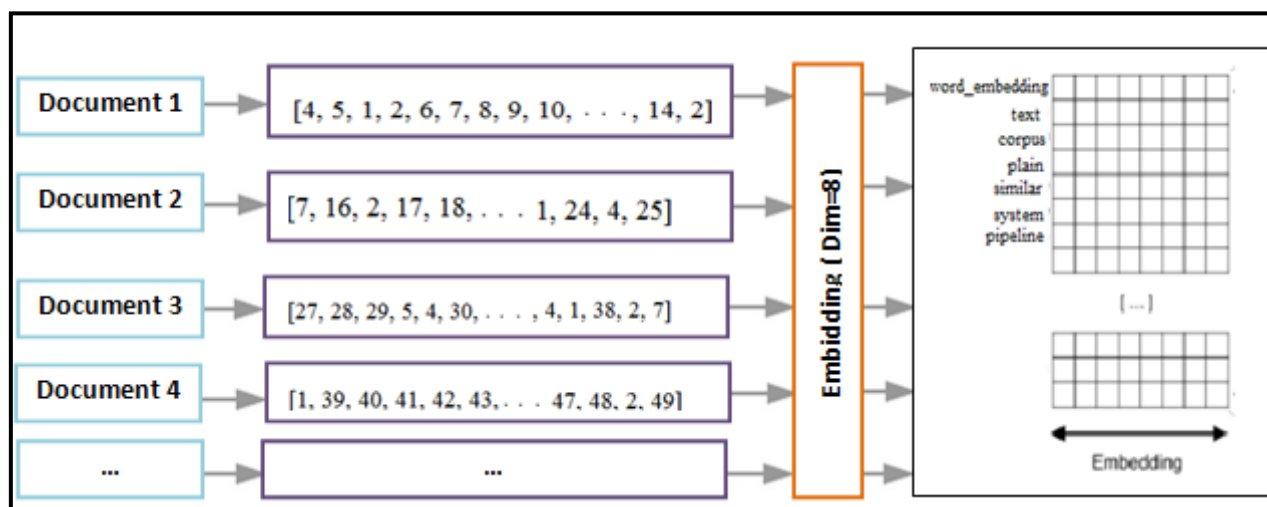 Document 1
[4, 5, 1, 2, 6, 7, 8, 9, 10, . . . , 14, 2]
Document 2
[7, 16, 2, 17, 18, . . . 1, 24, 4, 25]
Document 3
[27, 28, 29, 5, 4, 30, . . . . , 4, 1, 38, 2, 7]
Document 4
[1, 39, 40, 41, 42, 43, . . . 47, 48, 2, 49]
...
...
Embidding ( Dim=8)
word_embedding
text
corpus
plain
similar
system
pipeline
[ ... ]
Embedding